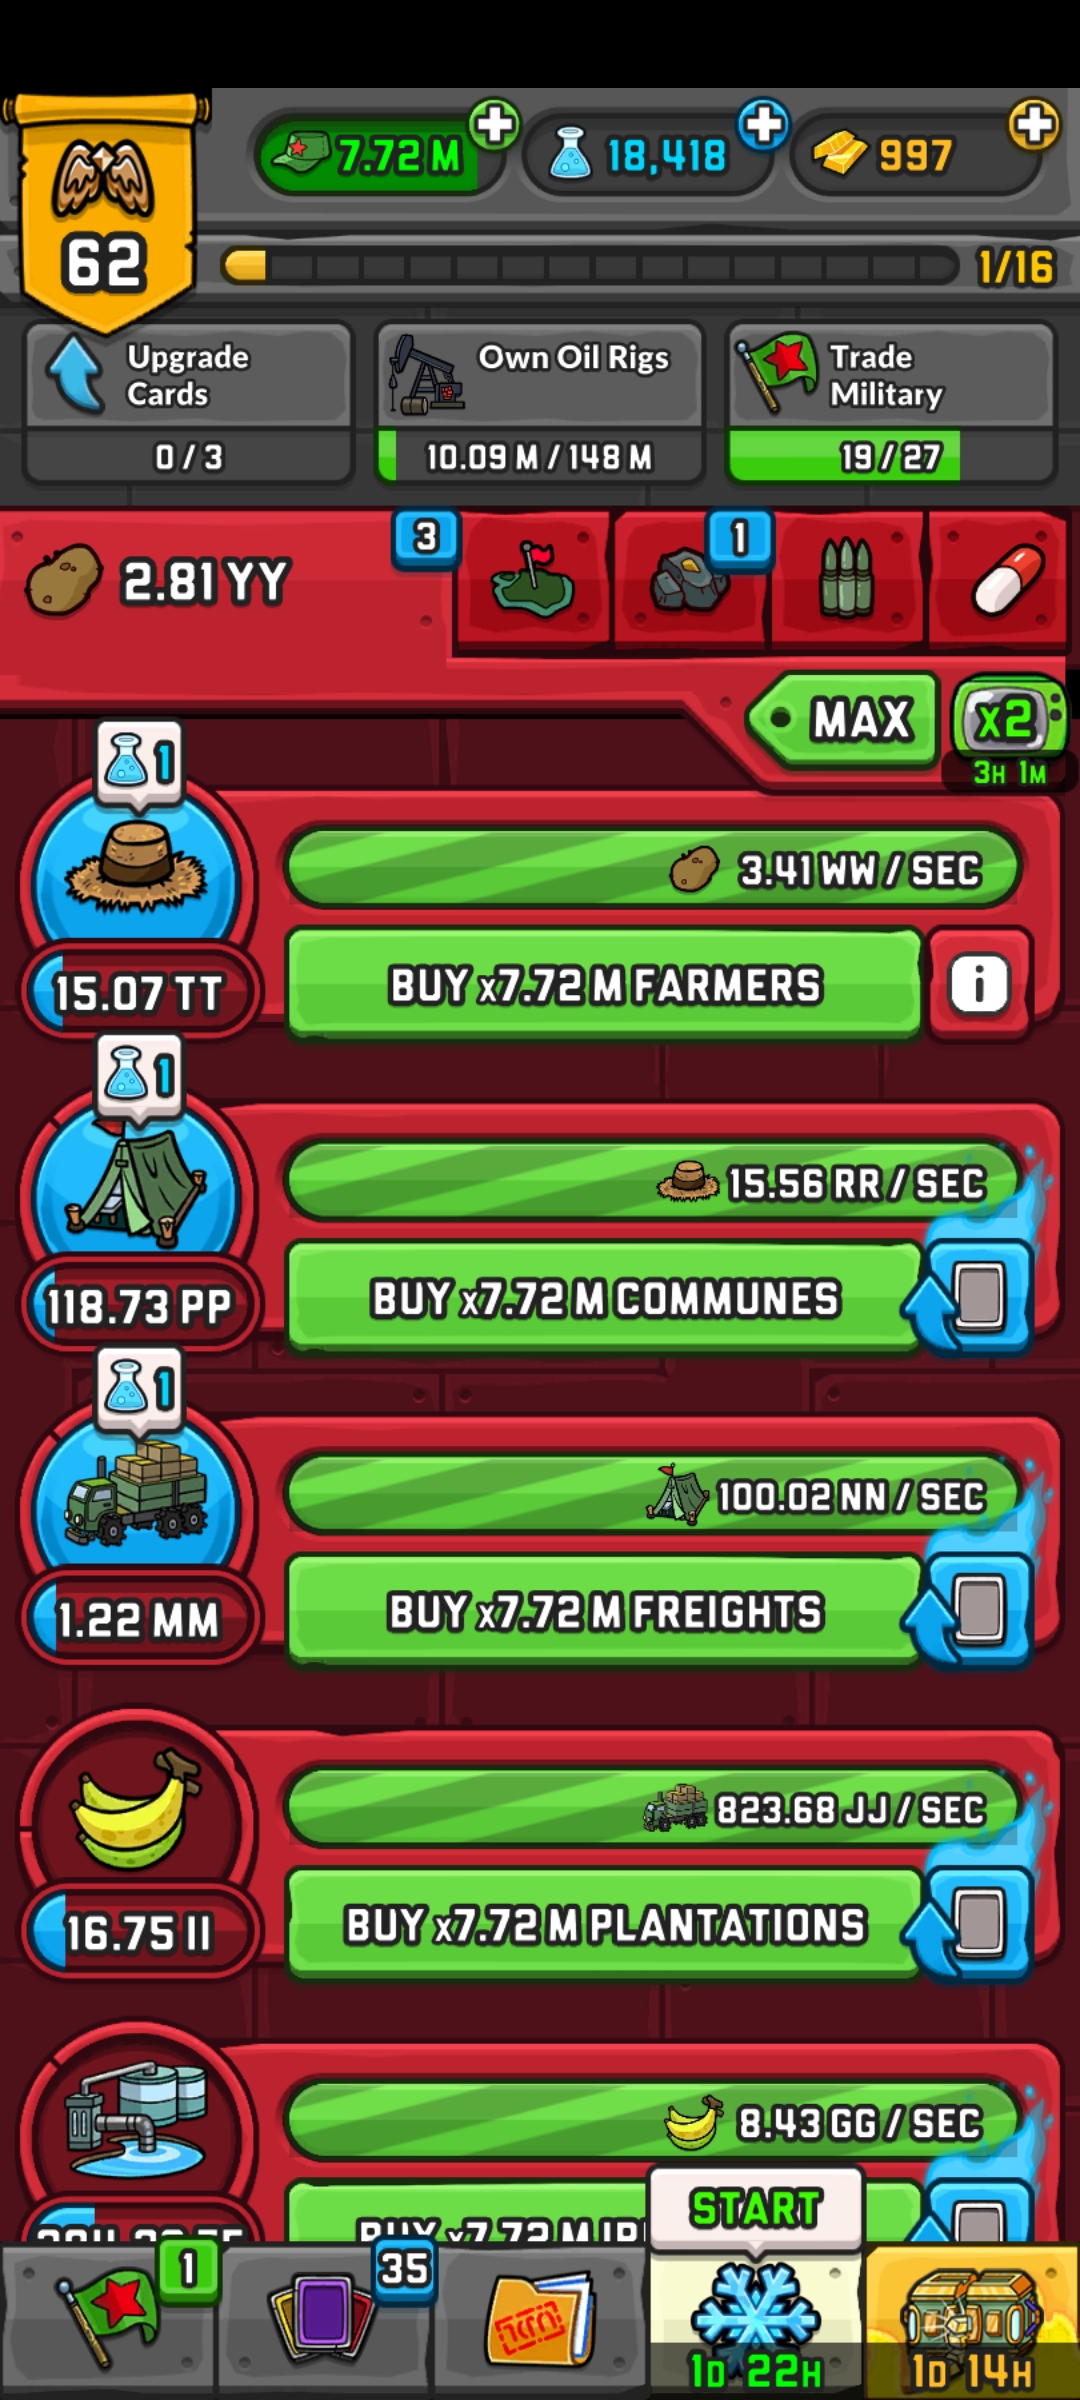 7.72 M
18,418
997
62
1/16
Upgrade
Cards
0 / 3
Own Oil Rigs
10.09 M / 148 M
Trade
Military
19 / 27
2.81 YY
3
1
MAX
x2
3H 1M
1
3.41 WW / SEC
15.07 TT
BUY x7.72 M FARMERS
i
1
15.56 RR / SEC
118.73 PP
BUY x7.72 M COMMUNES
1
100.02 NN / SEC
1.22 MM
BUY x7.72 M FREIGHTS
823.68 JJ / SEC
16.75 II
BUY x7.72 M PLANTATIONS
8.43 GG / SEC
BUY x7.72 M
START
1
35
1D 22H
1D 14H